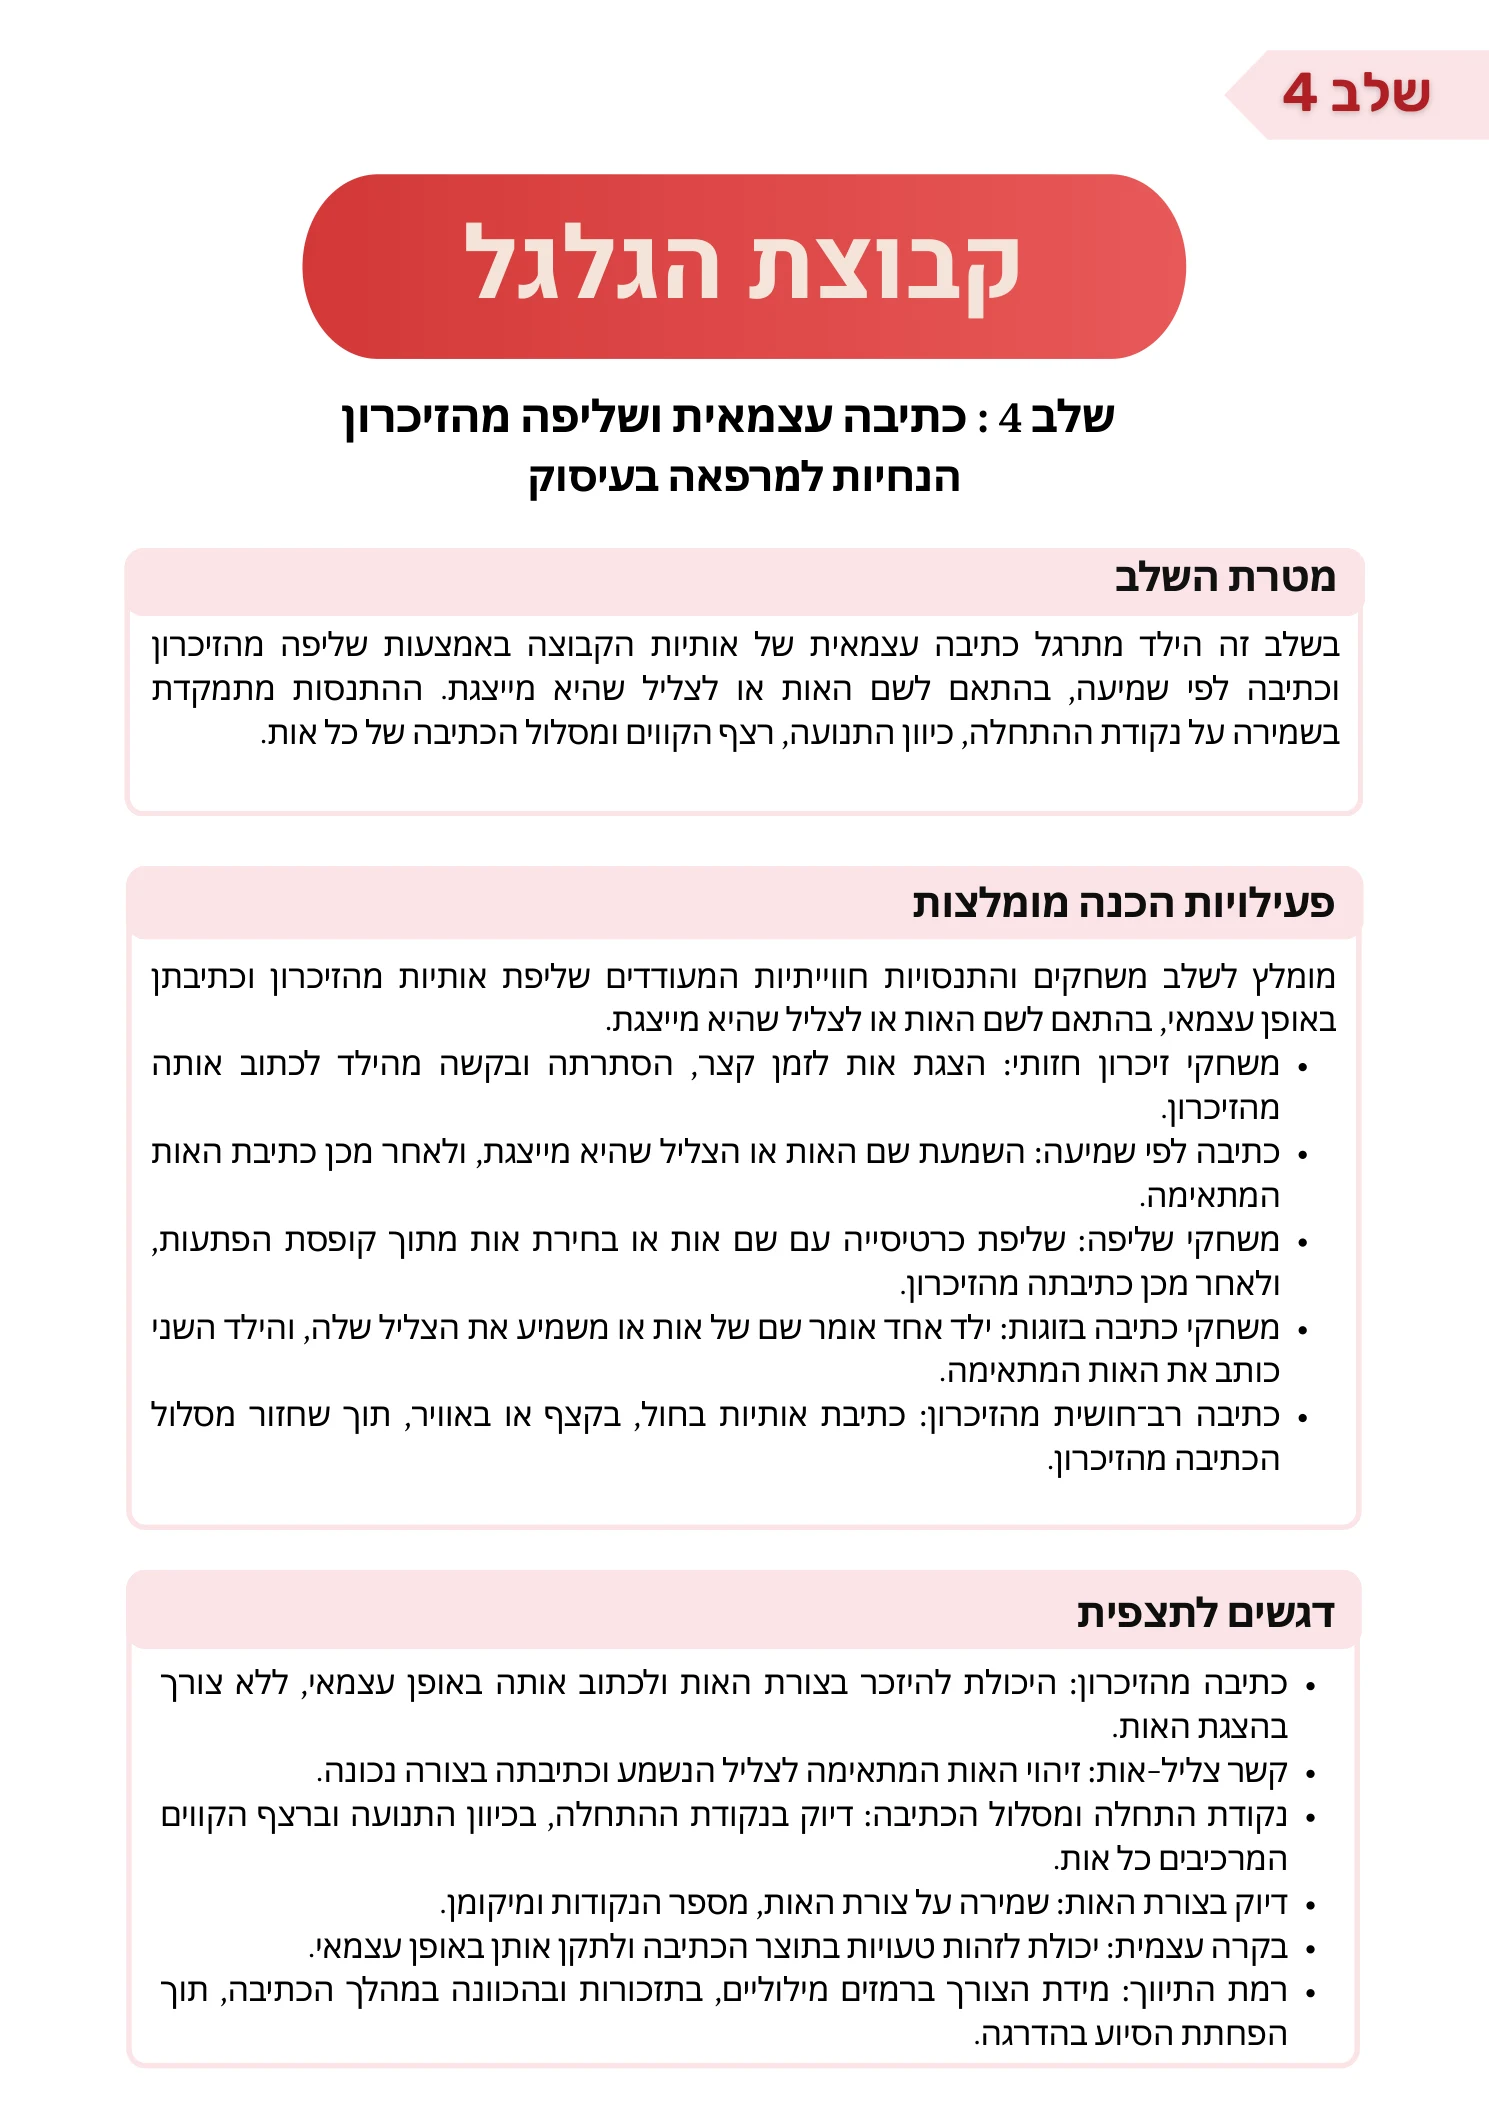 שלב 4
קבוצת הגלגל
שלב 4 : כתיבה עצמאית ושליפה מהזיכרון
הנחיות למרפאה בעיסוק
מטרת השלב
בשלב זה הילד מתרגל כתיבה עצמאית של אותיות הקבוצה באמצעות שליפה מהזיכרון
וכתיבה לפי שמיעה, בהתאם לשם האות או לצליל שהיא מייצגת. ההתנסות מתמקדת
בשמירה על נקודת ההתחלה, כיוון התנועה, רצף הקווים ומסלול הכתיבה של כל אות.
פעילויות הכנה מומלצות
מומלץ לשלב משחקים והתנסויות חווייתיות המעודדים שליפת אותיות מהזיכרון וכתיבתן
באופן עצמאי, בהתאם לשם האות או לצליל שהיא מייצגת.
• משחקי זיכרון חזותי: הצגת אות לזמן קצר, הסתרתה ובקשה מהילד לכתוב אותה
מהזיכרון.
• כתיבה לפי שמיעה: השמעת שם האות או הצליל שהיא מייצגת, ולאחר מכן כתיבת האות
המתאימה.
• משחקי שליפה: שליפת כרטיסייה עם שם אות או בחירת אות מתוך קופסת הפתעות,
ולאחר מכן כתיבתה מהזיכרון.
• משחקי כתיבה בזוגות: ילד אחד אומר שם של אות או משמיע את הצליל שלה, והילד השני
כותב את האות המתאימה.
• כתיבה רב־חושית מהזיכרון: כתיבת אותיות בחול, בקצף או באוויר, תוך שחזור מסלול
הכתיבה מהזיכרון.
דגשים לתצפית
• כתיבה מהזיכרון: היכולת להיזכר בצורת האות ולכתוב אותה באופן עצמאי, ללא צורך
בהצגת האות.
• קשר צליל–אות: זיהוי האות המתאימה לצליל הנשמע וכתיבתה בצורה נכונה.
• נקודת התחלה ומסלול הכתיבה: דיוק בנקודת ההתחלה, בכיוון התנועה וברצף הקווים
המרכיבים כל אות.
• דיוק בצורת האות: שמירה על צורת האות, מספר הנקודות ומיקומן.
• בקרה עצמית: יכולת לזהות טעויות בתוצר הכתיבה ולתקן אותן באופן עצמאי.
• רמת התיווך: מידת הצורך ברמזים מילוליים, בתזכורות ובהכוונה במהלך הכתיבה, תוך
הפחתת הסיוע בהדרגה.